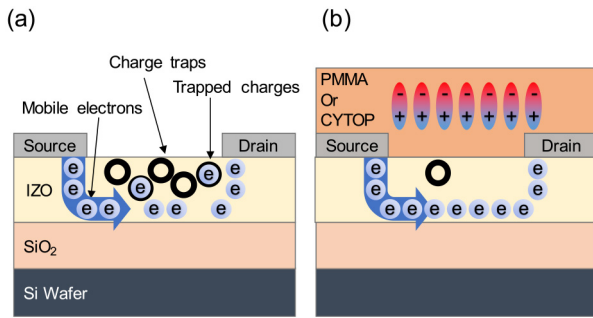 (a)
Charge traps
Trapped charges
Mobile electrons
Source
Drain
e e e
e e
IZO
e e e e e
SiO2
Si Wafer
(b)
PMMA
Or
CYTOP
- - - - - - -
+ + + + + + +
Source
Drain
e e
e e
e e e e e e e